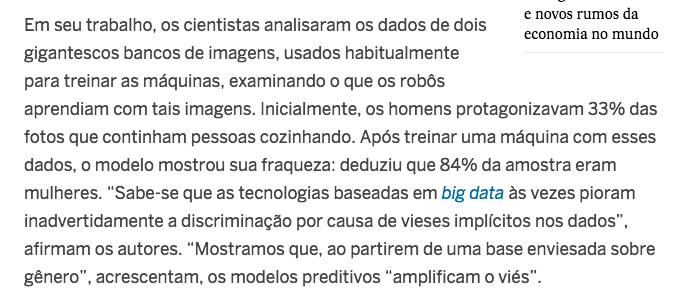 e novos rumos da
economia no mundo
Em seu trabalho, os cientistas analisaram os dados de dois
gigantescos bancos de imagens, usados habitualmente
para treinar as máquinas, examinando o que os robôs
aprendiam com tais imagens. Inicialmente, os homens protagonizavam 33% das
fotos que continham pessoas cozinhando. Após treinar uma máquina com esses
dados, o modelo mostrou sua fraqueza: deduziu que 84% da amostra eram
mulheres. “Sabe-se que as tecnologias baseadas em big data às vezes pioram
inadvertidamente a discriminação por causa de vieses implícitos nos dados”,
afirmam os autores. “Mostramos que, ao partirem de uma base enviesada sobre
gênero”, acrescentam, os modelos preditivos “amplificam o viés”.